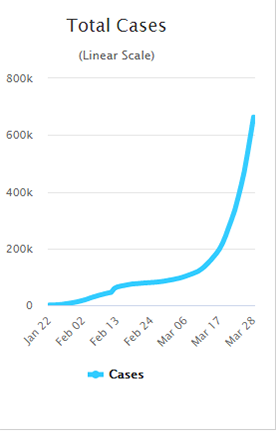 Total Cases
(Linear Scale)
800k
600k
400k
200k
0
Jan 22
Feb 02
Feb 13
Feb 24
Mar 06
Mar 17
Mar 28
Cases